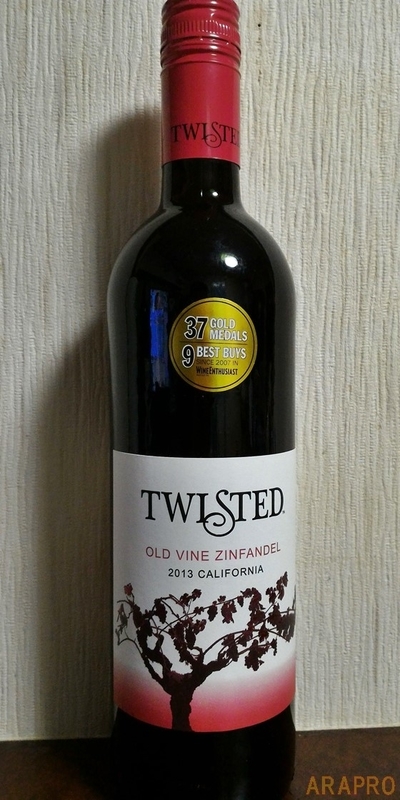 TWISTED
37 GOLD
MEDALS
9 BEST BUYS
SINCE 2007 IN
WINEENTHUSIAST
TWISTED
OLD VINE ZINFANDEL
2013 CALIFORNIA
ARAPRO